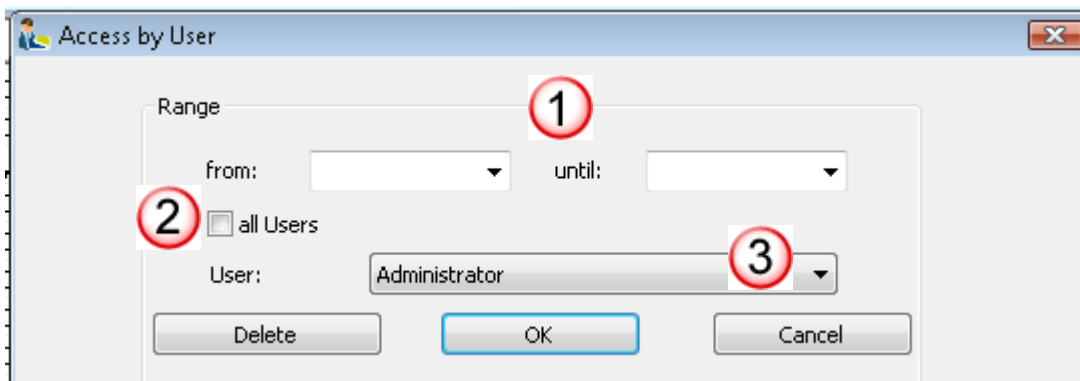 Access by User
Range
1
from: until:
2 all Users
User: Administrator 3
Delete OK Cancel